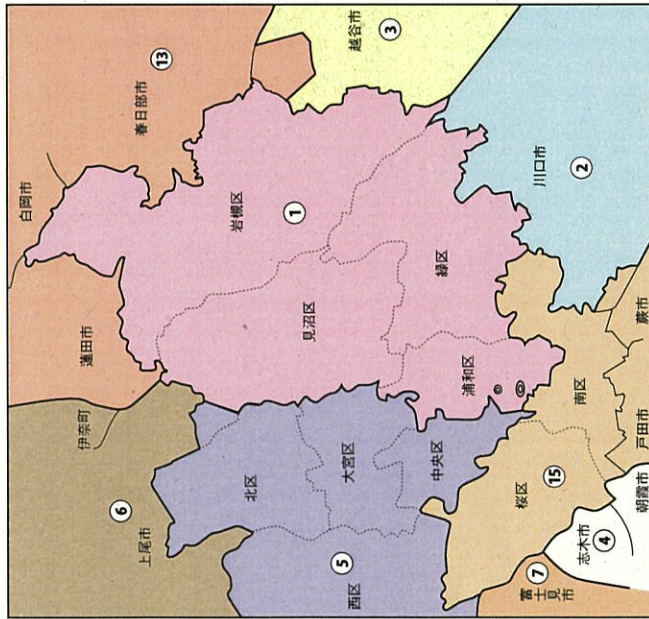 白岡市
春日部市
⑬
蓮田市
伊奈町
⑥
上尾市
岩槻区
①
越谷市
③
見沼区
北区
大宮区
⑤
西区
中央区
浦和区
緑区
川口市
②
南区
蕨市
桜区
⑮
戸田市
⑦
富士見市
志木市
④
朝霞市